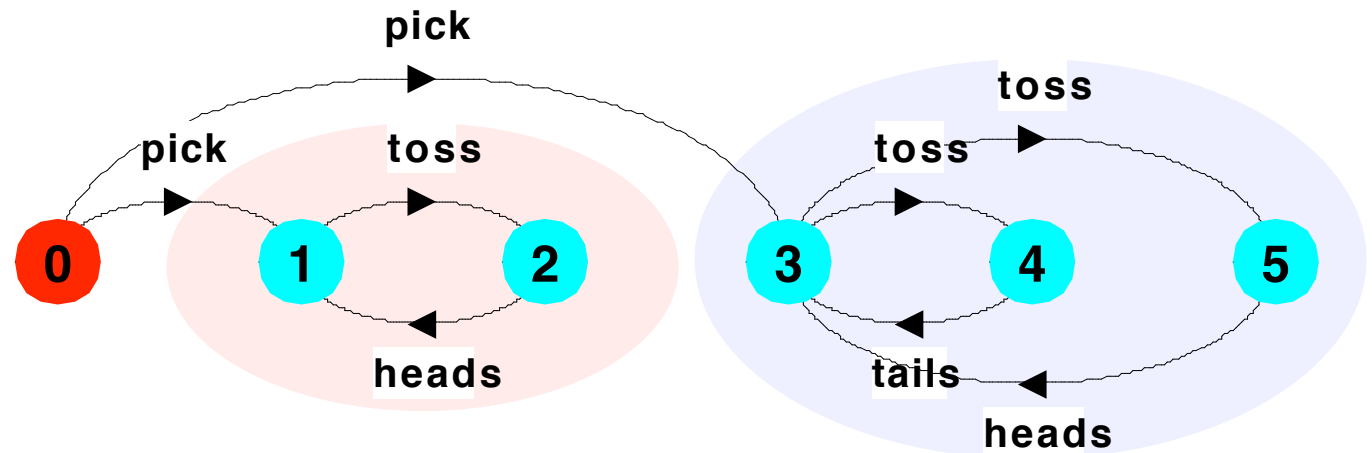 pick
toss
pick toss toss
0 1 2 3 4 5
heads tails
heads